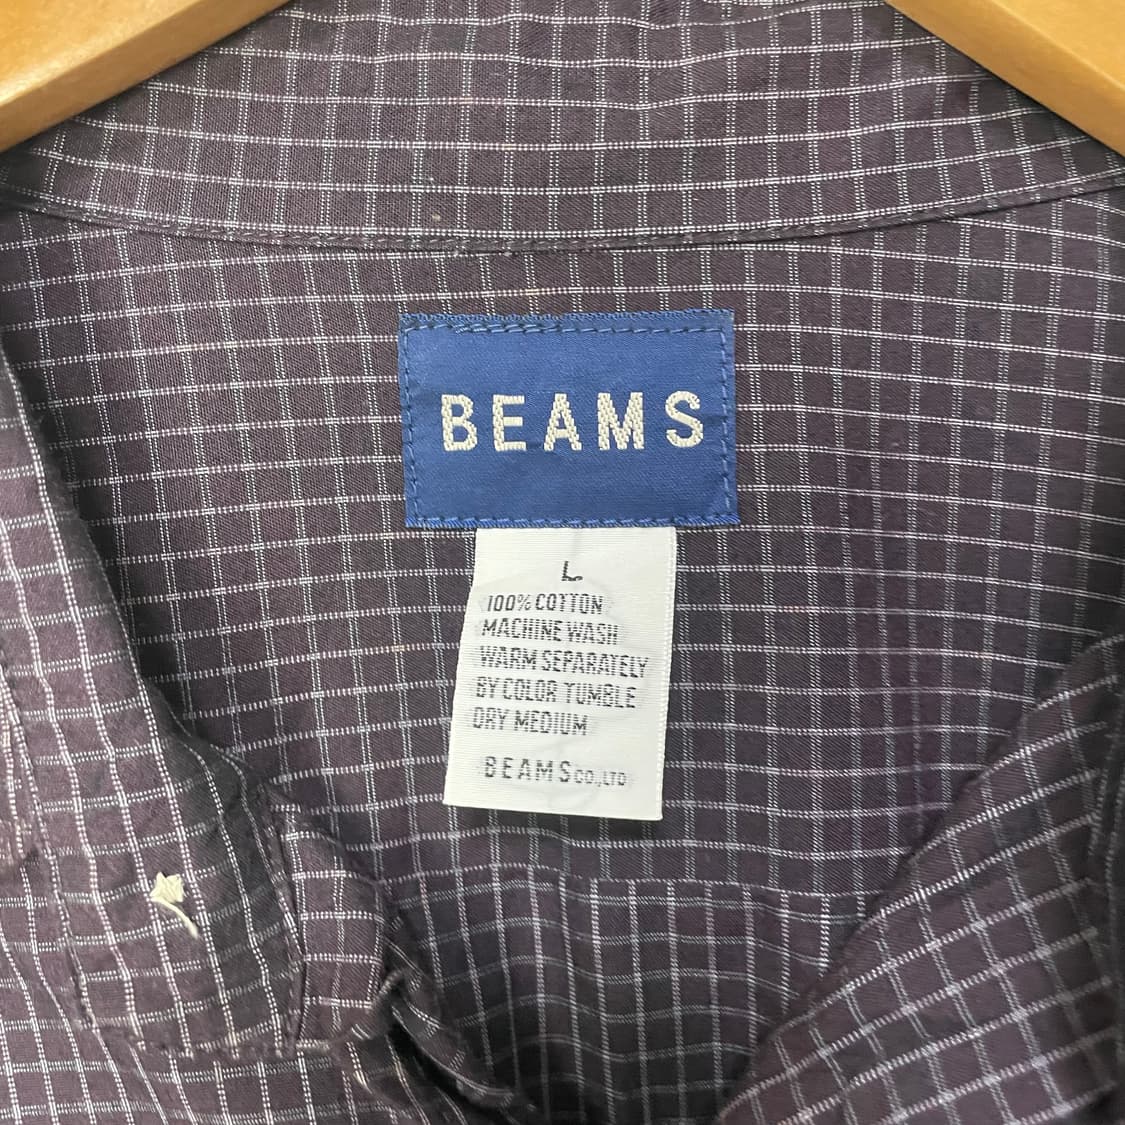 BEAMS
L
100% COTTON
MACHINE WASH
WARM SEPARATELY
BY COLOR TUMBLE
DRY MEDIUM
BEAMS CO.,LTD